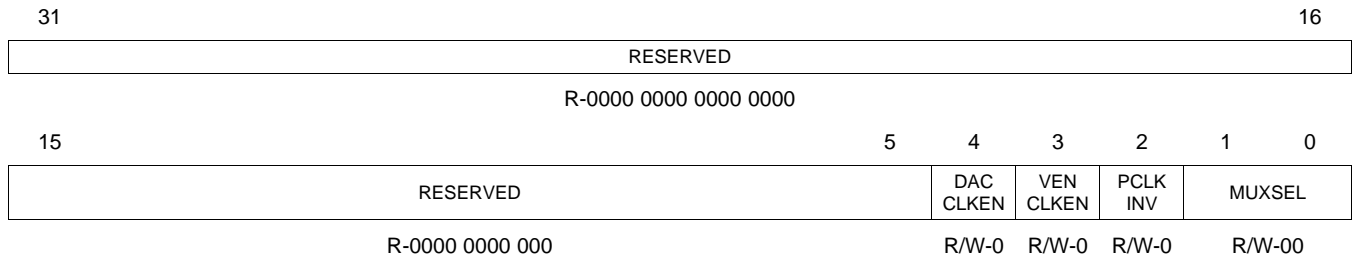 31 16
RESERVED
R-0000 0000 0000 0000
15 5 4 3 2 1 0
RESERVED DAC CLKEN VEN CLKEN PCLK INV MUXSEL
R-0000 0000 000 R/W-0 R/W-0 R/W-0 R/W-00